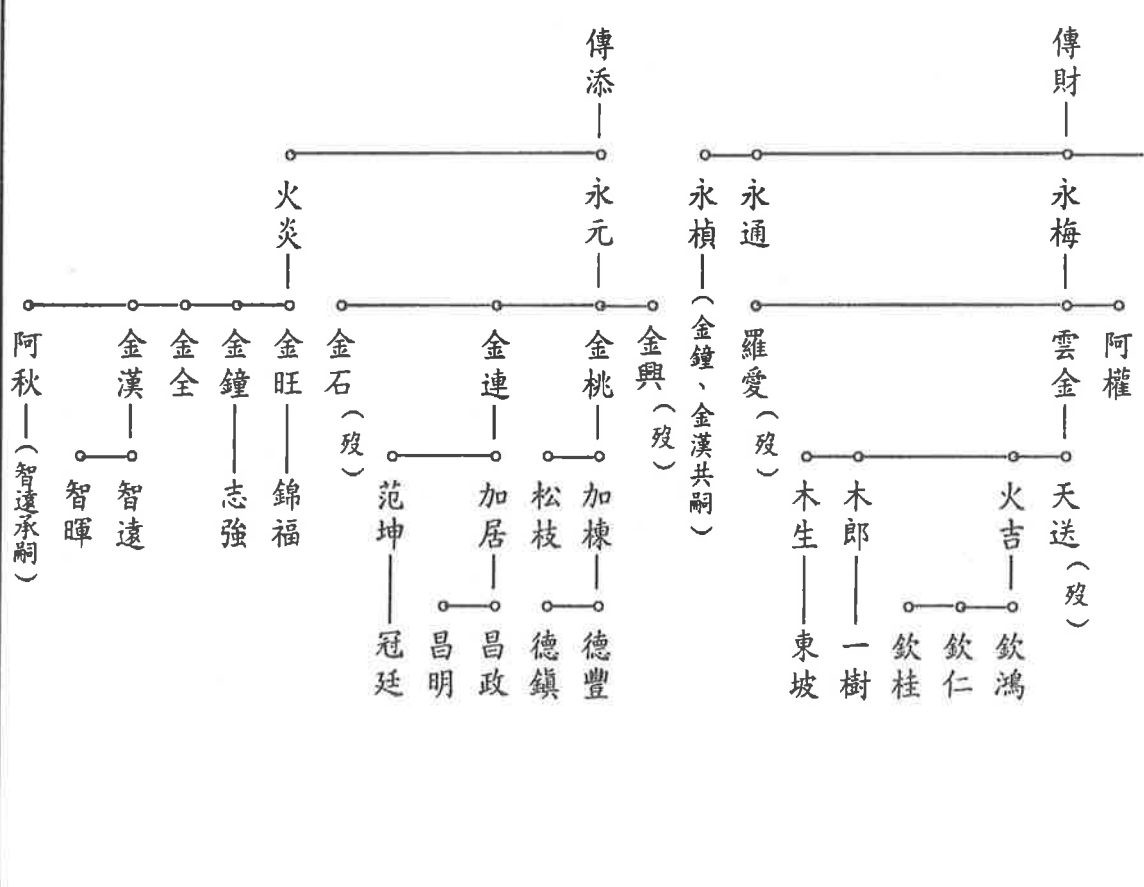 傳財
傳添
永梅
永通
永楨
永元
火炎
阿權
雲金
羅愛
(歿)
(金鐘、金漢共嗣)
金興
(歿)
金桃
金連
金石
(歿)
金旺
金鐘
金全
金漢
阿秋
(智遠承嗣)
天送
(歿)
火吉
木郎
木生
加棟
松枝
加居
范坤
錦福
志強
智遠
智暉
欽鴻
欽仁
欽桂
一樹
東坡
德豐
德鎮
昌政
昌明
冠廷